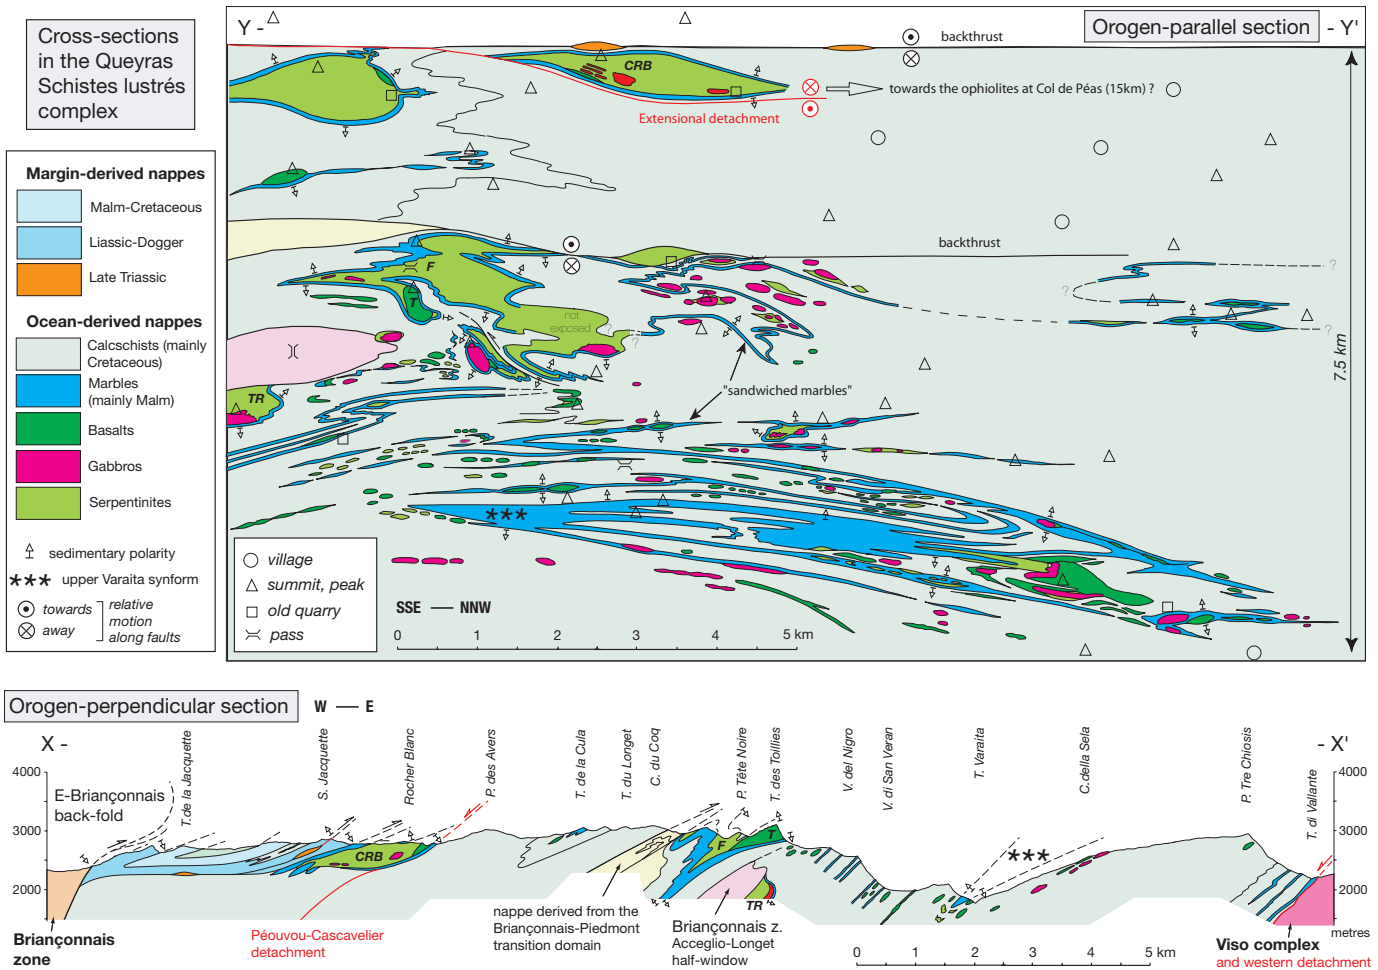 Cross-sections
in the Queyras
Schistes lustrés
complex
Margin-derived nappes
Malm-Cretaceous
Liassic-Dogger
Late Triassic
Ocean-derived nappes
Calcschists (mainly
Cretaceous)
Marbles
(mainly Malm)
Basalts
Gabbros
Serpentinites
sedimentary polarity
*** upper Varaita synform
towards
away
relative
motion
along faults
Y -
Orogen-parallel section
- Y'
backthrust
CRB
towards the ophiolites at Col de Péas (15km) ?
Extensional detachment
backthrust
F
T
not
exposed
?
?
?
?
?
7.5 km
"sandwiched marbles"
TR
***
village
summit, peak
old quarry
pass
SSE — NNW
0 1 2 3 4 5 km
Orogen-perpendicular section
W — E
X -
- X'
4000
3000
2000
E-Briançonnais
back-fold
T. de la Jacquette
S. Jacquette
Rocher Blanc
P. des Avers
T. de la Cula
T. du Longet
C. du Coq
P. Tête Noire
T. des Toillies
V. del Nigro
V. di San Veran
T. Varaita
C. della Sela
P. Tre Chiosis
T. di Vallante
4000
3000
2000
metres
CRB
F
T
TR
***
Briançonnais
zone
Péouvou-Cascavelier
detachment
nappe derived from the
Briançonnais-Piedmont
transition domain
Briançonnais z.
Acceglio-Longet
half-window
0 1 2 3 4 5 km
Viso complex
and western detachment